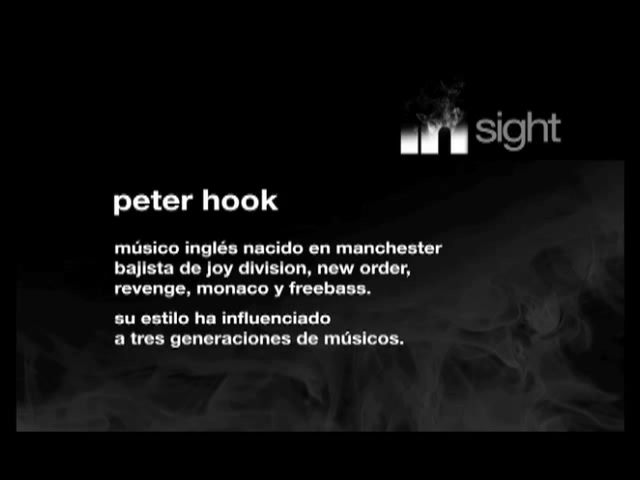 in sight
peter hook
músico inglés nacido en manchester
bajista de joy division, new order,
revenge, monaco y freebass.
su estilo ha influenciado
a tres generaciones de músicos.